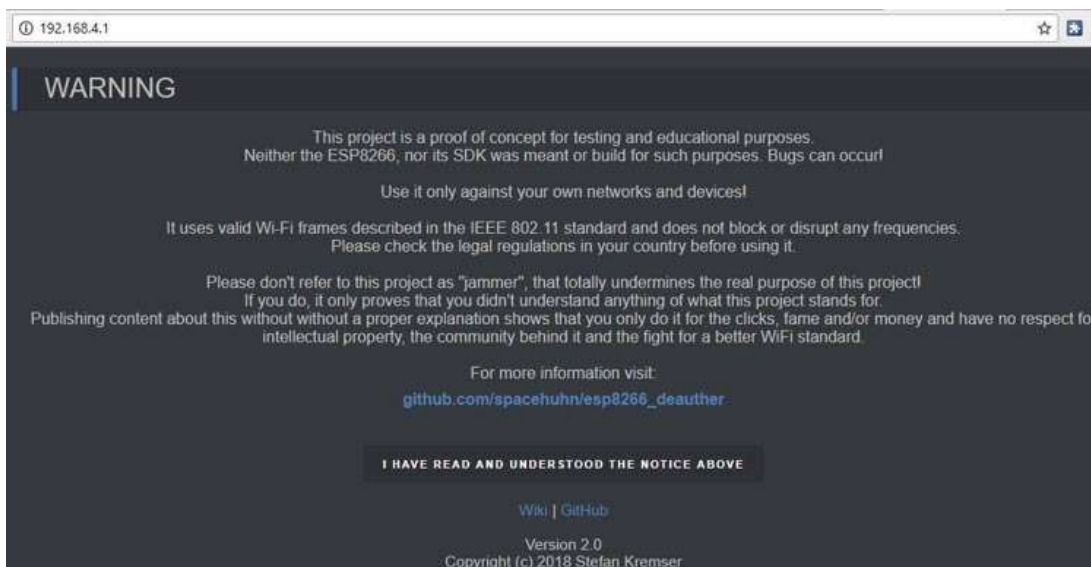 192.168.4.1
WARNING
This project is a proof of concept for testing and educational purposes.
Neither the ESP8266, nor its SDK was meant or build for such purposes. Bugs can occur!
Use it only against your own networks and devices!
It uses valid Wi-Fi frames described in the IEEE 802.11 standard and does not block or disrupt any frequencies.
Please check the legal regulations in your country before using it.
Please don't refer to this project as "jammer", that totally undermines the real purpose of this project!
If you do, it only proves that you didn't understand anything of what this project stands for.
Publishing content about this without without a proper explanation shows that you only do it for the clicks, fame and/or money and have no respect fo
intellectual property, the community behind it and the fight for a better WiFi standard.
For more information visit:
github.com/spacehuhn/esp8266_deauther
I HAVE READ AND UNDERSTOOD THE NOTICE ABOVE
Wiki | GitHub
Version 2.0
Copyright (c) 2018 Stefan Kremser